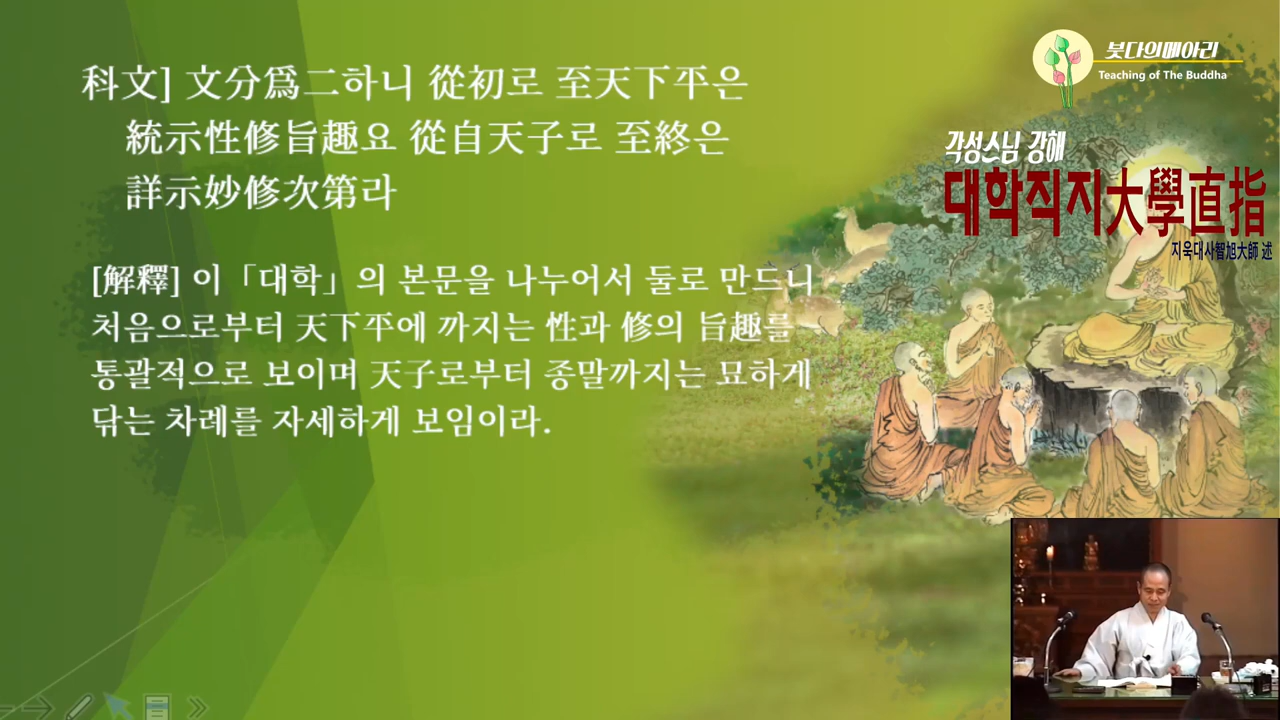 科文] 文分爲二하니 從初로 至天下平은
統示性修旨趣요 從自天子로 至終은
詳示妙修次第라
[解釋] 이「대학」의 본문을 나누어서 둘로 만드니
처음으로부터 天下平에 까지는 性과 修의 旨趣를
통괄적으로 보이며 天子로부터 종말까지는 묘하게
닦는 차례를 자세하게 보임이라.
붓다의메아리
Teaching of The Buddha
각성스님 강해
대학직지大學直指
지욱대사智旭大師 述